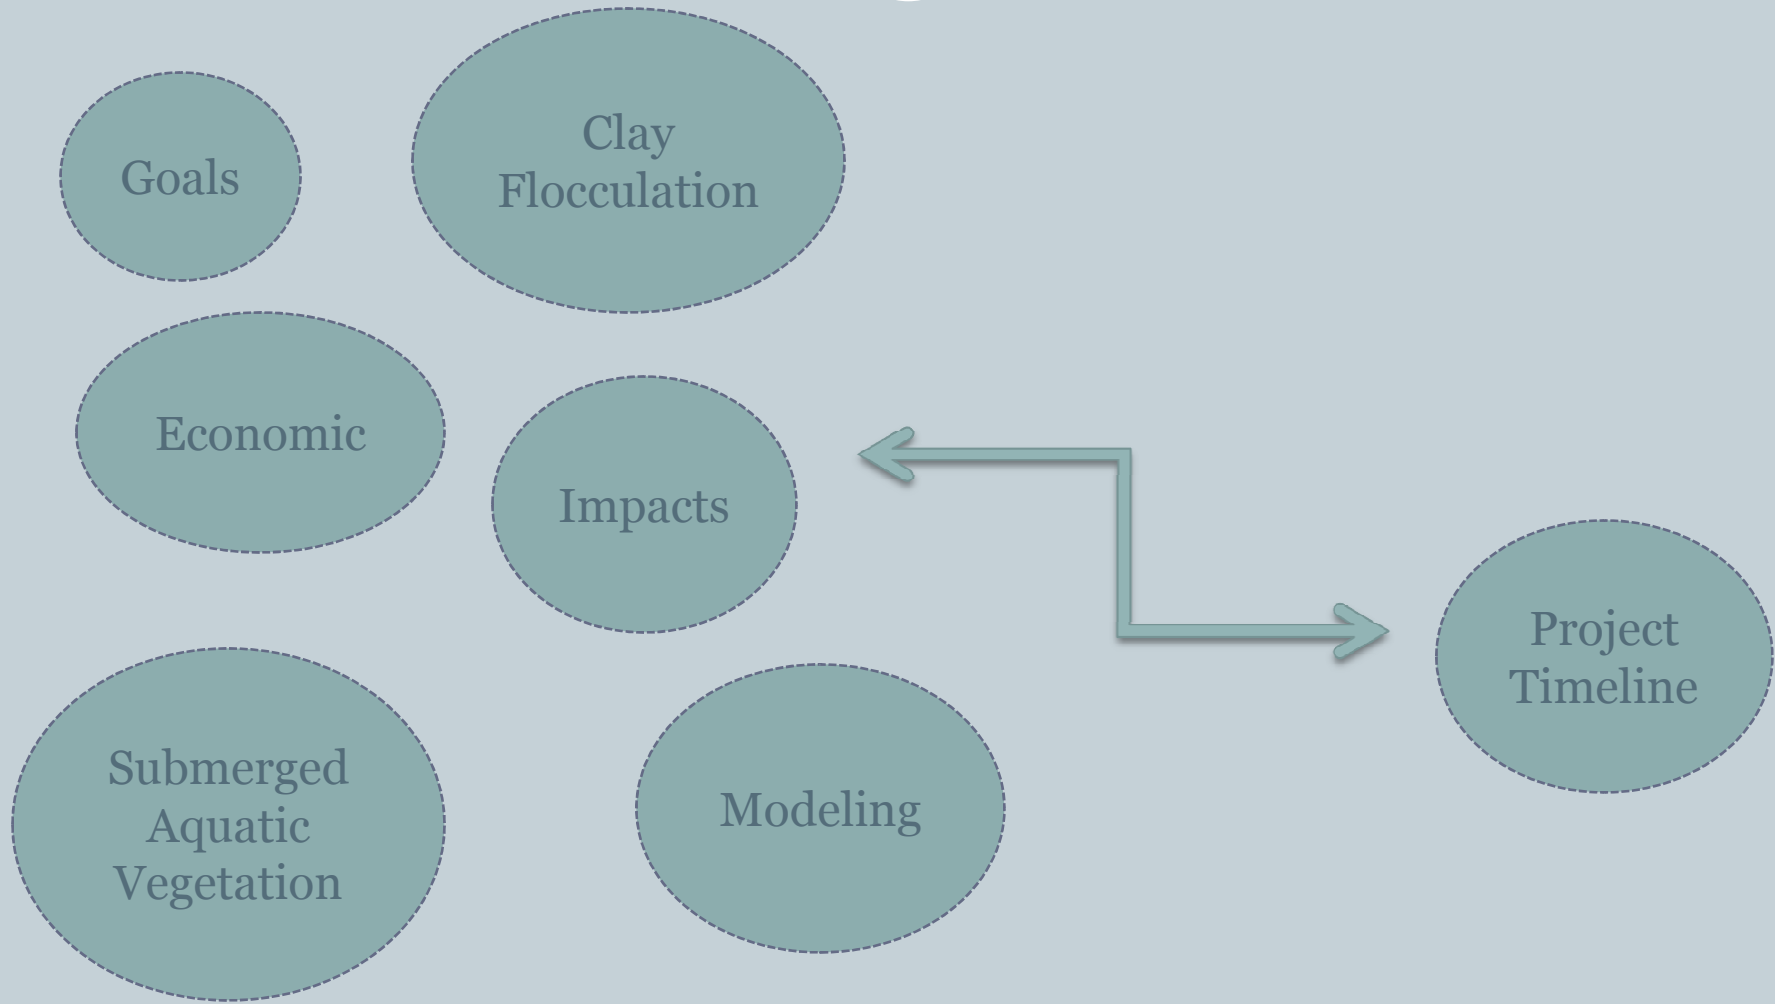 Goals
Clay
Flocculation
Economic
Impacts
Submerged
Aquatic
Vegetation
Modeling
Project
Timeline